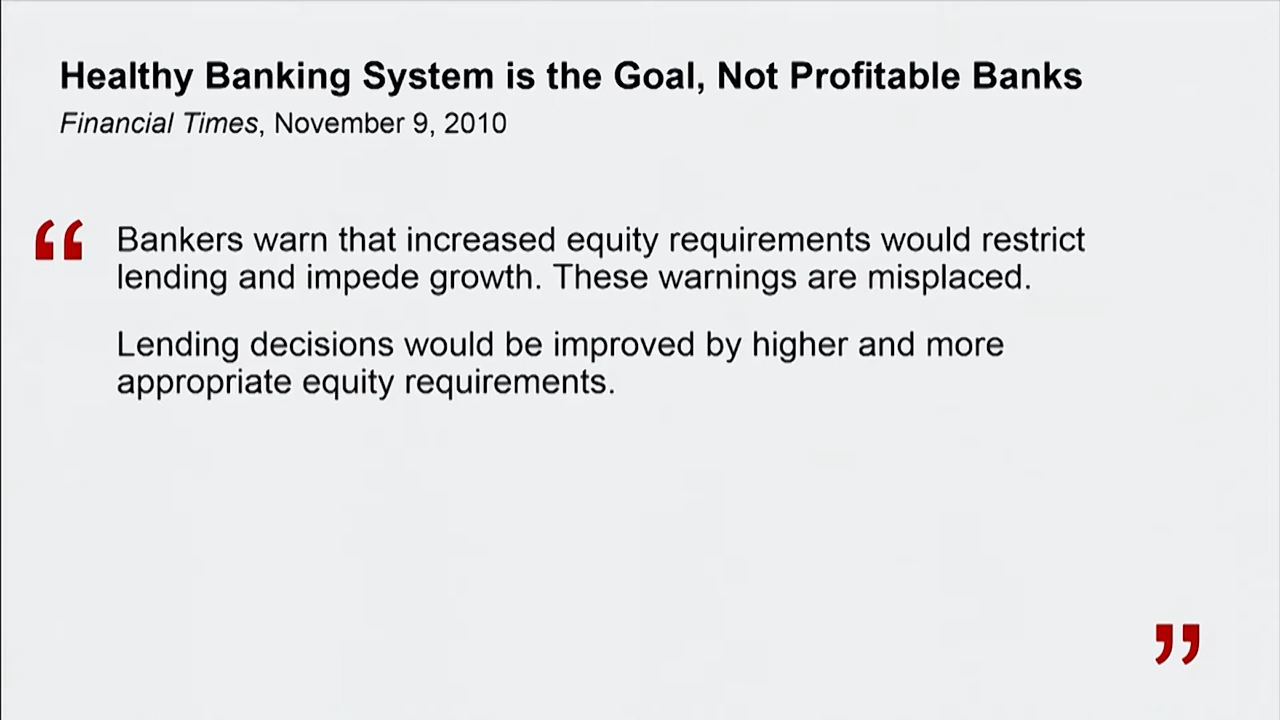 Healthy Banking System is the Goal, Not Profitable Banks
Financial Times, November 9, 2010
“ Bankers warn that increased equity requirements would restrict
lending and impede growth. These warnings are misplaced.
Lending decisions would be improved by higher and more
appropriate equity requirements.
”